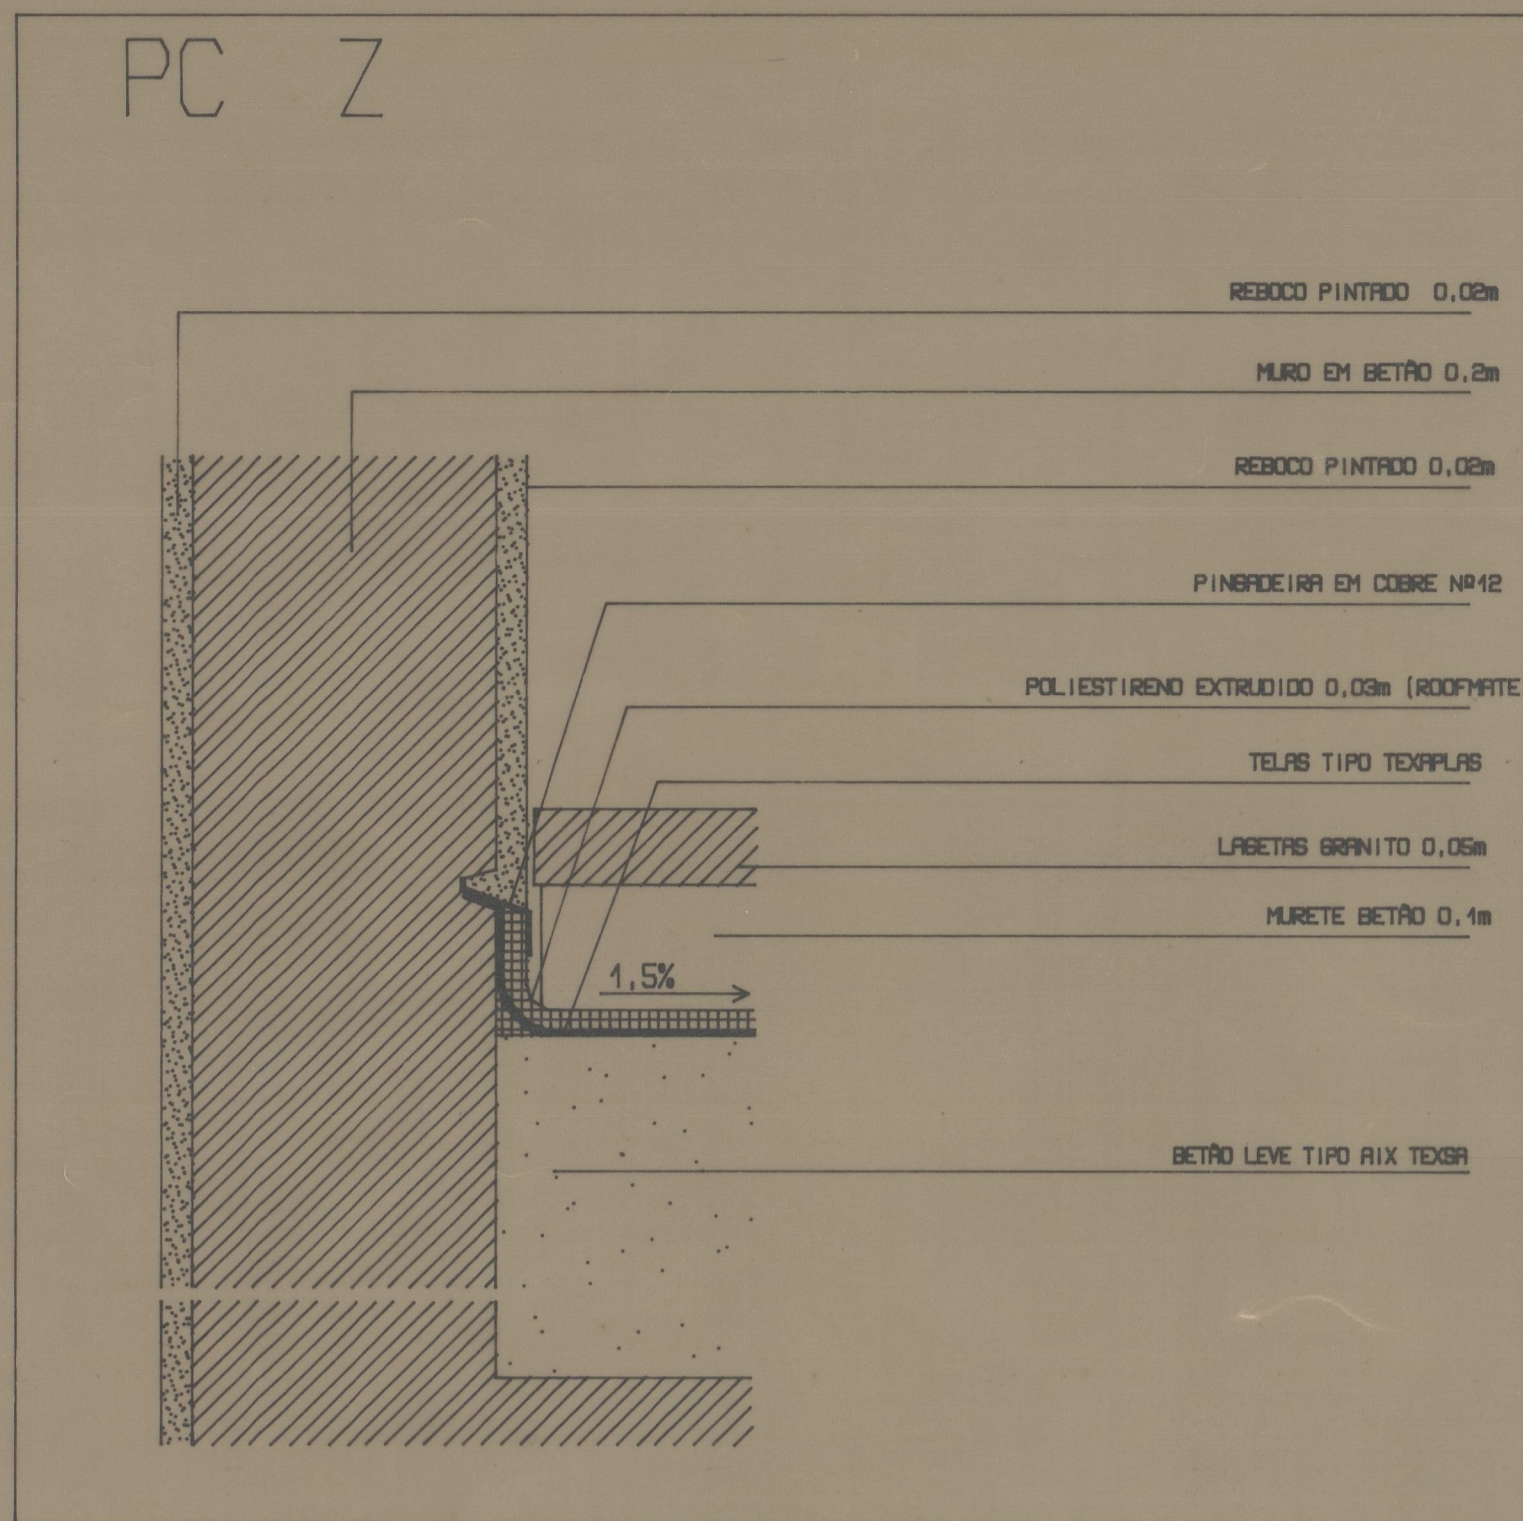 PC Z
REBOCO PINTADO 0,02m
MURO EM BETÃO 0,2m
REBOCO PINTADO 0,02m
PINGADEIRA EM COBRE Nº12
POLIESTIRENO EXTRUDIDO 0,03m (ROOFMATE
TELAS TIPO TEXAPLAS
LAGETAS GRANITO 0,05m
MURETE BETÃO 0,1m
1,5%
BETÃO LEVE TIPO AIX TEXSA